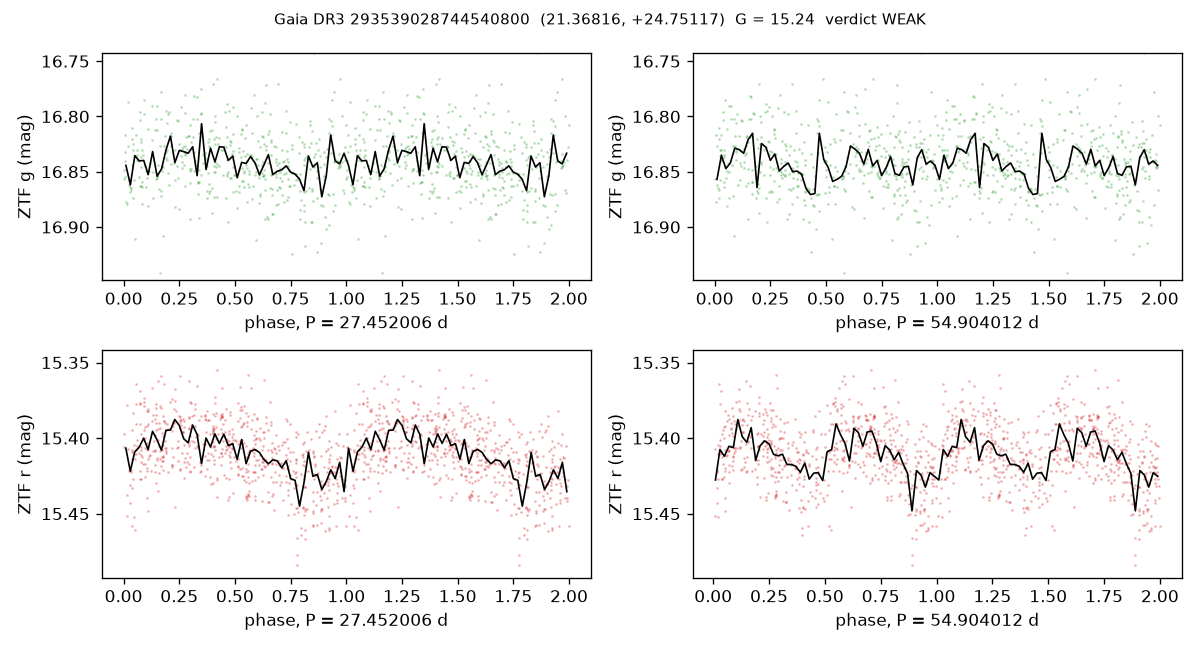 Gaia DR3 293539028744540800  (21.36816, +24.75117)  G = 15.24  verdict WEAK
16.75
16.80
16.85
16.90
ZTF g (mag)
0.00 0.25 0.50 0.75 1.00 1.25 1.50 1.75 2.00
phase, P = 27.452006 d
16.75
16.80
16.85
16.90
ZTF g (mag)
0.00 0.25 0.50 0.75 1.00 1.25 1.50 1.75 2.00
phase, P = 54.904012 d
15.35
15.40
15.45
ZTF r (mag)
0.00 0.25 0.50 0.75 1.00 1.25 1.50 1.75 2.00
phase, P = 27.452006 d
15.35
15.40
15.45
ZTF r (mag)
0.00 0.25 0.50 0.75 1.00 1.25 1.50 1.75 2.00
phase, P = 54.904012 d